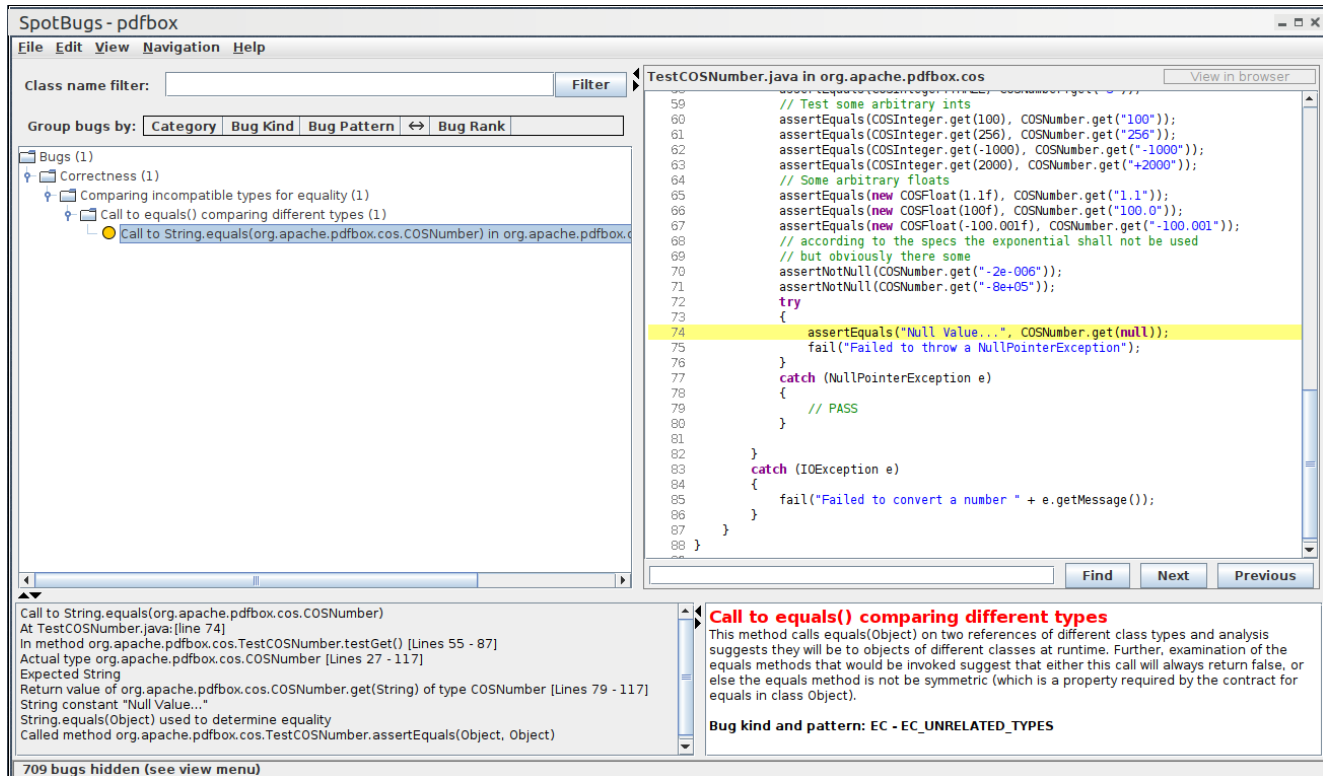 SpotBugs - pdfbox
File Edit View Navigation Help
Class name filter:
Filter
Group bugs by: Category Bug Kind Bug Pattern ↔ Bug Rank
Bugs (1)
Correctness (1)
Comparing incompatible types for equality (1)
Call to equals() comparing different types (1)
Call to String.equals(org.apache.pdfbox.cos.COSNumber) in org.apache.pdfbox.
TestCOSNumber.java in org.apache.pdfbox.cos
View in browser
59 // Test some arbitrary ints
60 assertEquals(COSInteger.get(100), COSNumber.get("100"));
61 assertEquals(COSInteger.get(256), COSNumber.get("256"));
62 assertEquals(COSInteger.get(-1000), COSNumber.get("-1000"));
63 assertEquals(COSInteger.get(2000), COSNumber.get("+2000"));
64 // Some arbitrary floats
65 assertEquals(new COSFloat(1.1f), COSNumber.get("1.1"));
66 assertEquals(new COSFloat(100f), COSNumber.get("100.0"));
67 assertEquals(new COSFloat(-100.001f), COSNumber.get("-100.001"));
68 // according to the specs the exponential shall not be used
69 // but obviously there some
70 assertNotNull(COSNumber.get("-2e-006"));
71 assertNotNull(COSNumber.get("-8e+05"));
72 try
73 {
74 assertEquals("Null Value...", COSNumber.get(null));
75 fail("Failed to throw a NullPointerException");
76 }
77 catch (NullPointerException e)
78 {
79 // PASS
80 }
81
82 }
83 catch (IOException e)
84 {
85 fail("Failed to convert a number " + e.getMessage());
86 }
87 }
88 }
Find Next Previous
Call to String.equals(org.apache.pdfbox.cos.COSNumber)
At TestCOSNumber.java:[line 74]
In method org.apache.pdfbox.cos.TestCOSNumber.testGet() [Lines 55 - 87]
Actual type org.apache.pdfbox.cos.COSNumber [Lines 27 - 117]
Expected String
Return value of org.apache.pdfbox.cos.COSNumber.get(String) of type COSNumber [Lines 79 - 117]
String constant "Null Value..."
String.equals(Object) used to determine equality
Called method org.apache.pdfbox.cos.TestCOSNumber.assertEquals(Object, Object)
Call to equals() comparing different types
This method calls equals(Object) on two references of different class types and analysis
suggests they will be to objects of different classes at runtime. Further, examination of the
equals methods that would be invoked suggest that either this call will always return false, or
else the equals method is not be symmetric (which is a property required by the contract for
equals in class Object).
Bug kind and pattern: EC - EC_UNRELATED_TYPES
709 bugs hidden (see view menu)